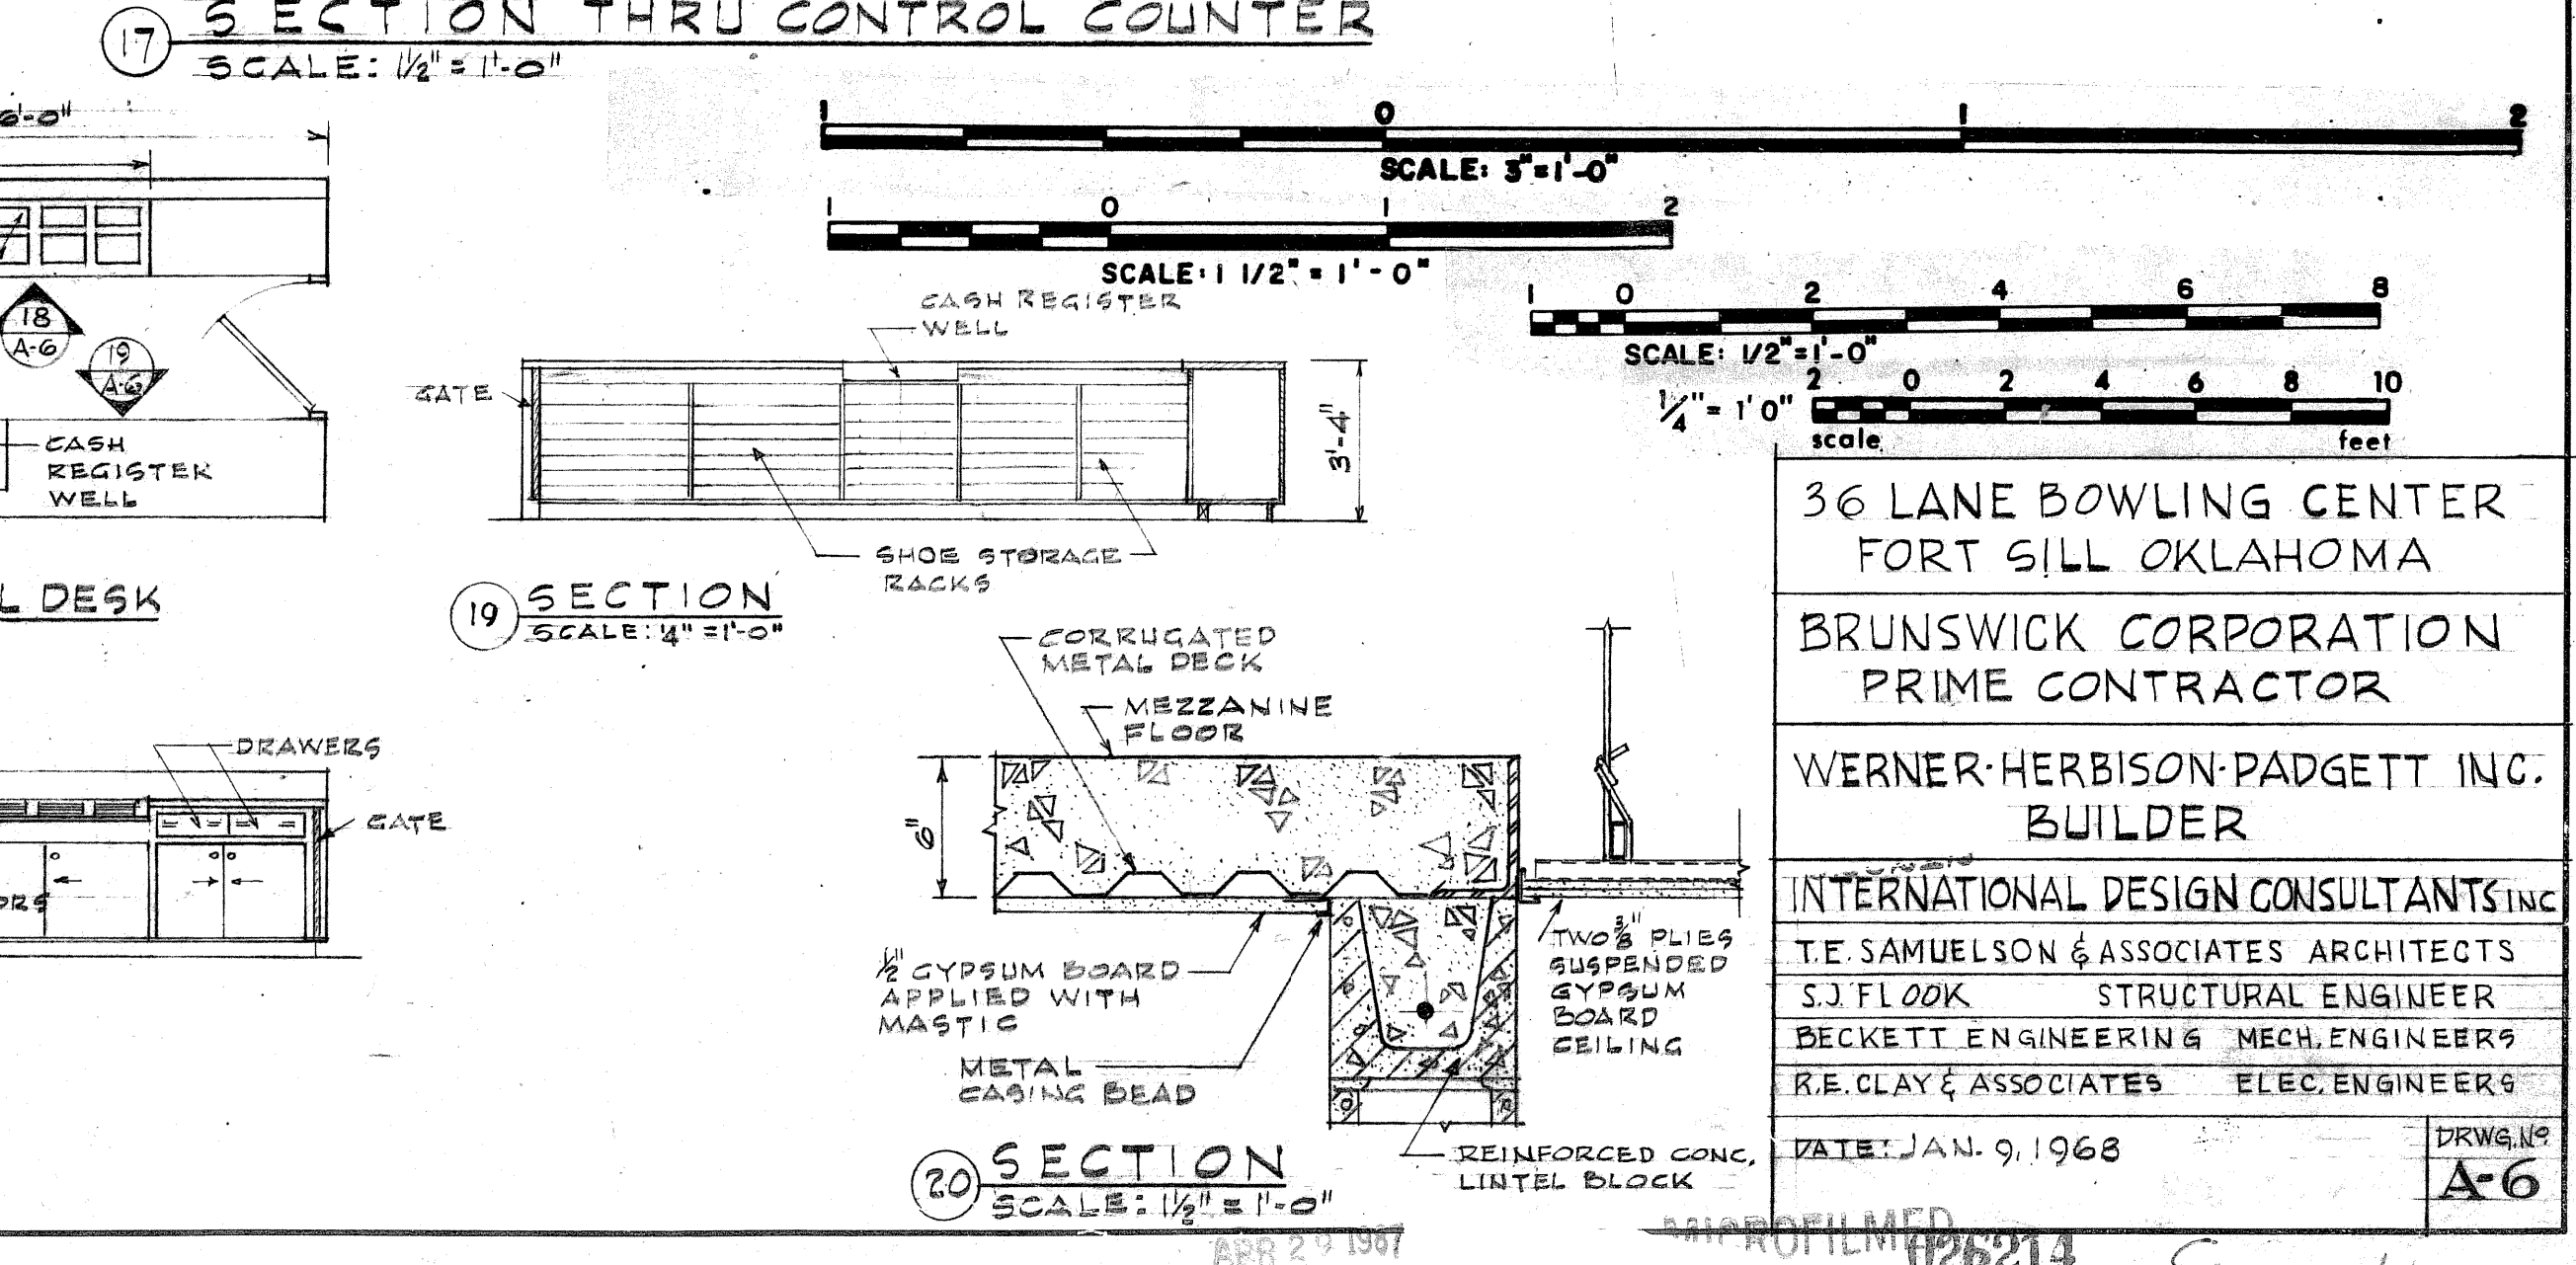 17 SECTION THRU CONTROL COUNTER
SCALE: 1½" = 1'-0"
6'-0"
1 0 1 2
SCALE: 3"=1'-0"
1 0 1 2
SCALE: 1 1/2" = 1' - 0"
1 0 2 4 6 8
SCALE: 1/2"=1'-0"
2 0 2 4 6 8 10
1/4" = 1'0"
scale feet
18
A-6
19
A-6
CASH
REGISTER
WELL
L DESK
CASH REGISTER
WELL
GATE
3'-4"
SHOE STORAGE
RACKS
19 SECTION
SCALE: ¼" = 1'-0"
DRAWERS
GATE
ORS
CORRUGATED
METAL DECK
MEZZANINE
FLOOR
6"
½" GYPSUM BOARD
APPLIED WITH
MASTIC
METAL
CASING BEAD
TWO ⅜" PLIES
SUSPENDED
GYPSUM
BOARD
CEILING
REINFORCED CONC.
LINTEL BLOCK
20 SECTION
SCALE: 1½" = 1'-0"
36 LANE BOWLING CENTER
FORT SILL OKLAHOMA
BRUNSWICK CORPORATION
PRIME CONTRACTOR
WERNER·HERBISON·PADGETT INC.
BUILDER
INTERNATIONAL DESIGN CONSULTANTS INC
T.E. SAMUELSON & ASSOCIATES ARCHITECTS
S.J. FLOOK STRUCTURAL ENGINEER
BECKETT ENGINEERING MECH. ENGINEERS
R.E. CLAY & ASSOCIATES ELEC. ENGINEERS
DATE: JAN. 9, 1968
DRWG. Nº
A-6
APR 29 1987
MICROFILMED
026214